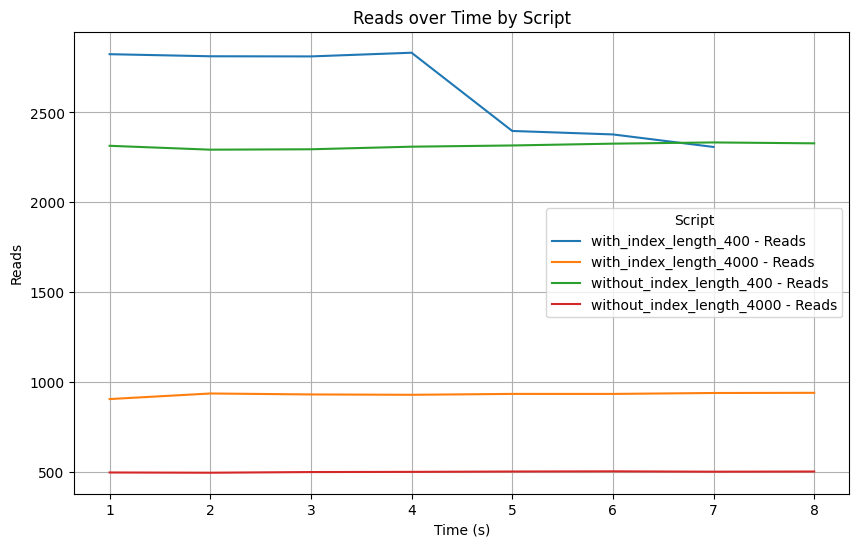 Reads over Time by Script
Reads
2500
2000
1500
1000
500
Script
with_index_length_400 - Reads
with_index_length_4000 - Reads
without_index_length_400 - Reads
without_index_length_4000 - Reads
1 2 3 4 5 6 7 8
Time (s)